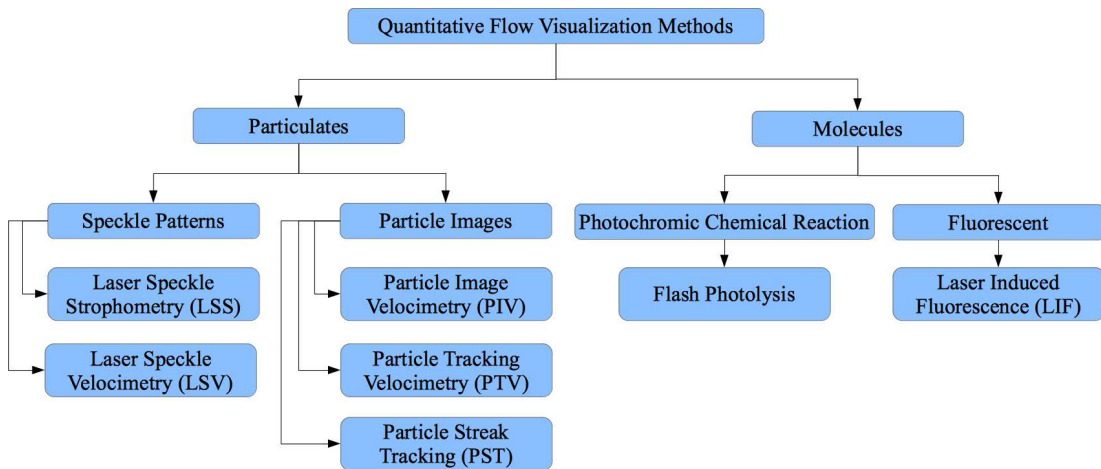 Quantitative Flow Visualization Methods
Particulates
Molecules
Speckle Patterns
Particle Images
Photochromic Chemical Reaction
Fluorescent
Laser Speckle
Strophometry (LSS)
Particle Image
Velocimetry (PIV)
Flash Photolysis
Laser Induced
Fluorescence (LIF)
Laser Speckle
Velocimetry (LSV)
Particle Tracking
Velocimetry (PTV)
Particle Streak
Tracking (PST)